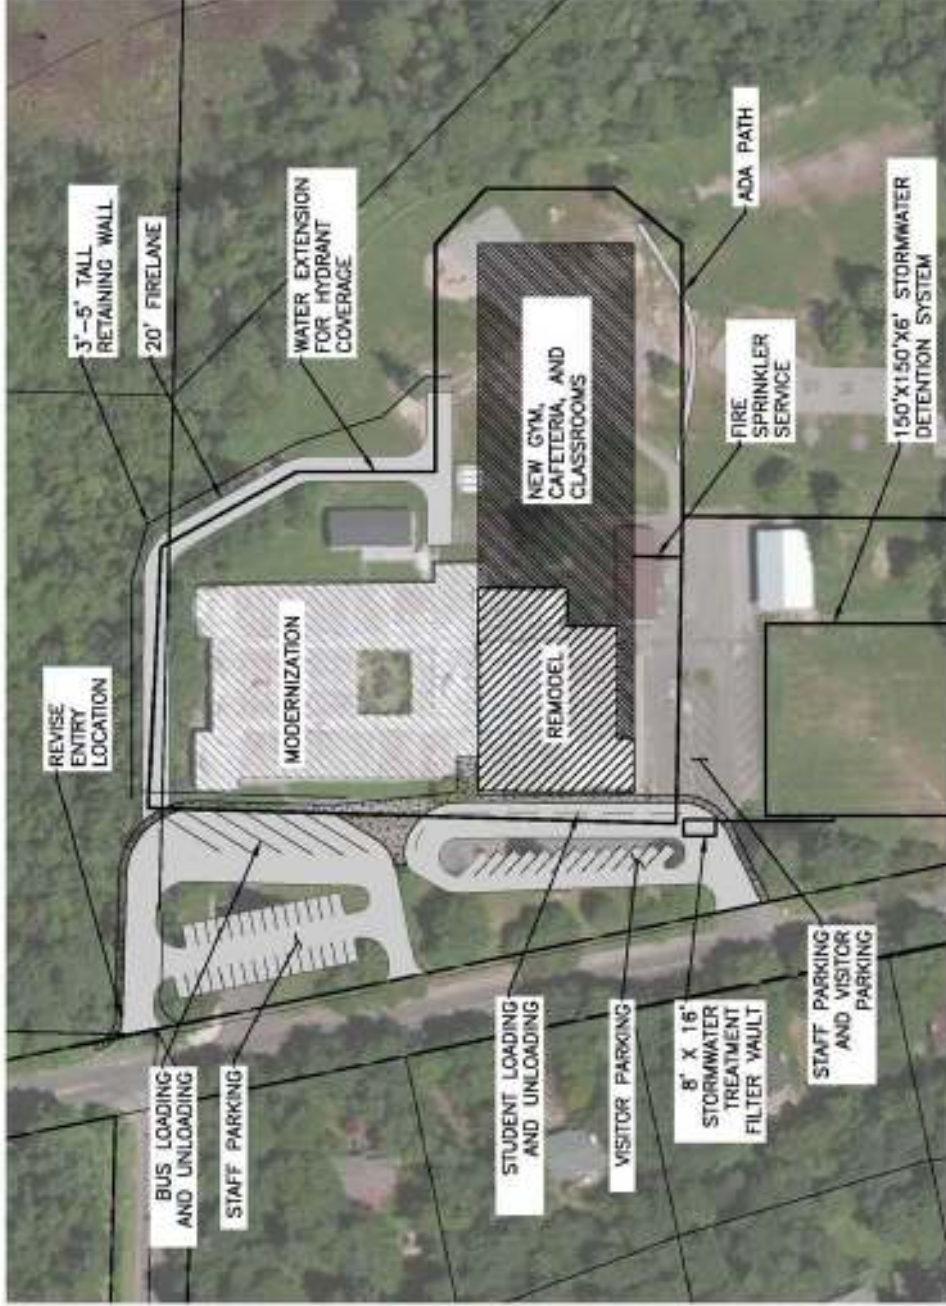 REVISE
ENTRY
LOCATION
3'-5' TALL
RETAINING WALL
20' FIRELANE
WATER EXTENSION
FOR HYDRANT
COVERAGE
MODERNIZATION
NEW GYM,
CAFETERIA, AND
CLASSROOMS
REMODEL
ADA PATH
FIRE
SPRINKLER
SERVICE
150'X150'X6' STORMWATER
DETENTION SYSTEM
BUS LOADING
AND UNLOADING
STAFF PARKING
STUDENT LOADING
AND UNLOADING
VISITOR PARKING
8' X 16'
STORMWATER
TREATMENT
FILTER VAULT
STAFF PARKING
AND VISITOR
PARKING